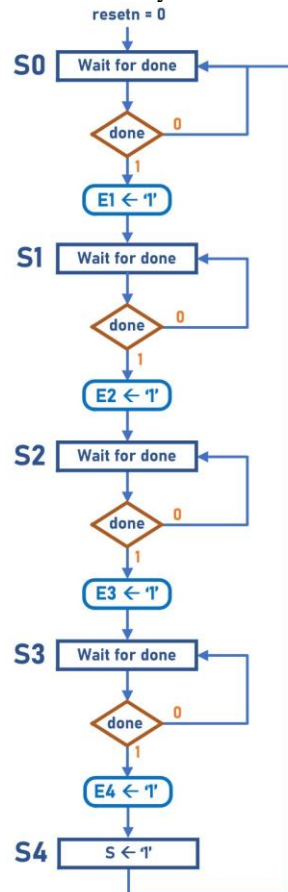 resetn = 0
S0
Wait for done
done
0
1
E1 ← '1'
S1
Wait for done
done
0
1
E2 ← '1'
S2
Wait for done
done
0
1
E3 ← '1'
S3
Wait for done
done
0
1
E4 ← '1'
S4
S ← '1'